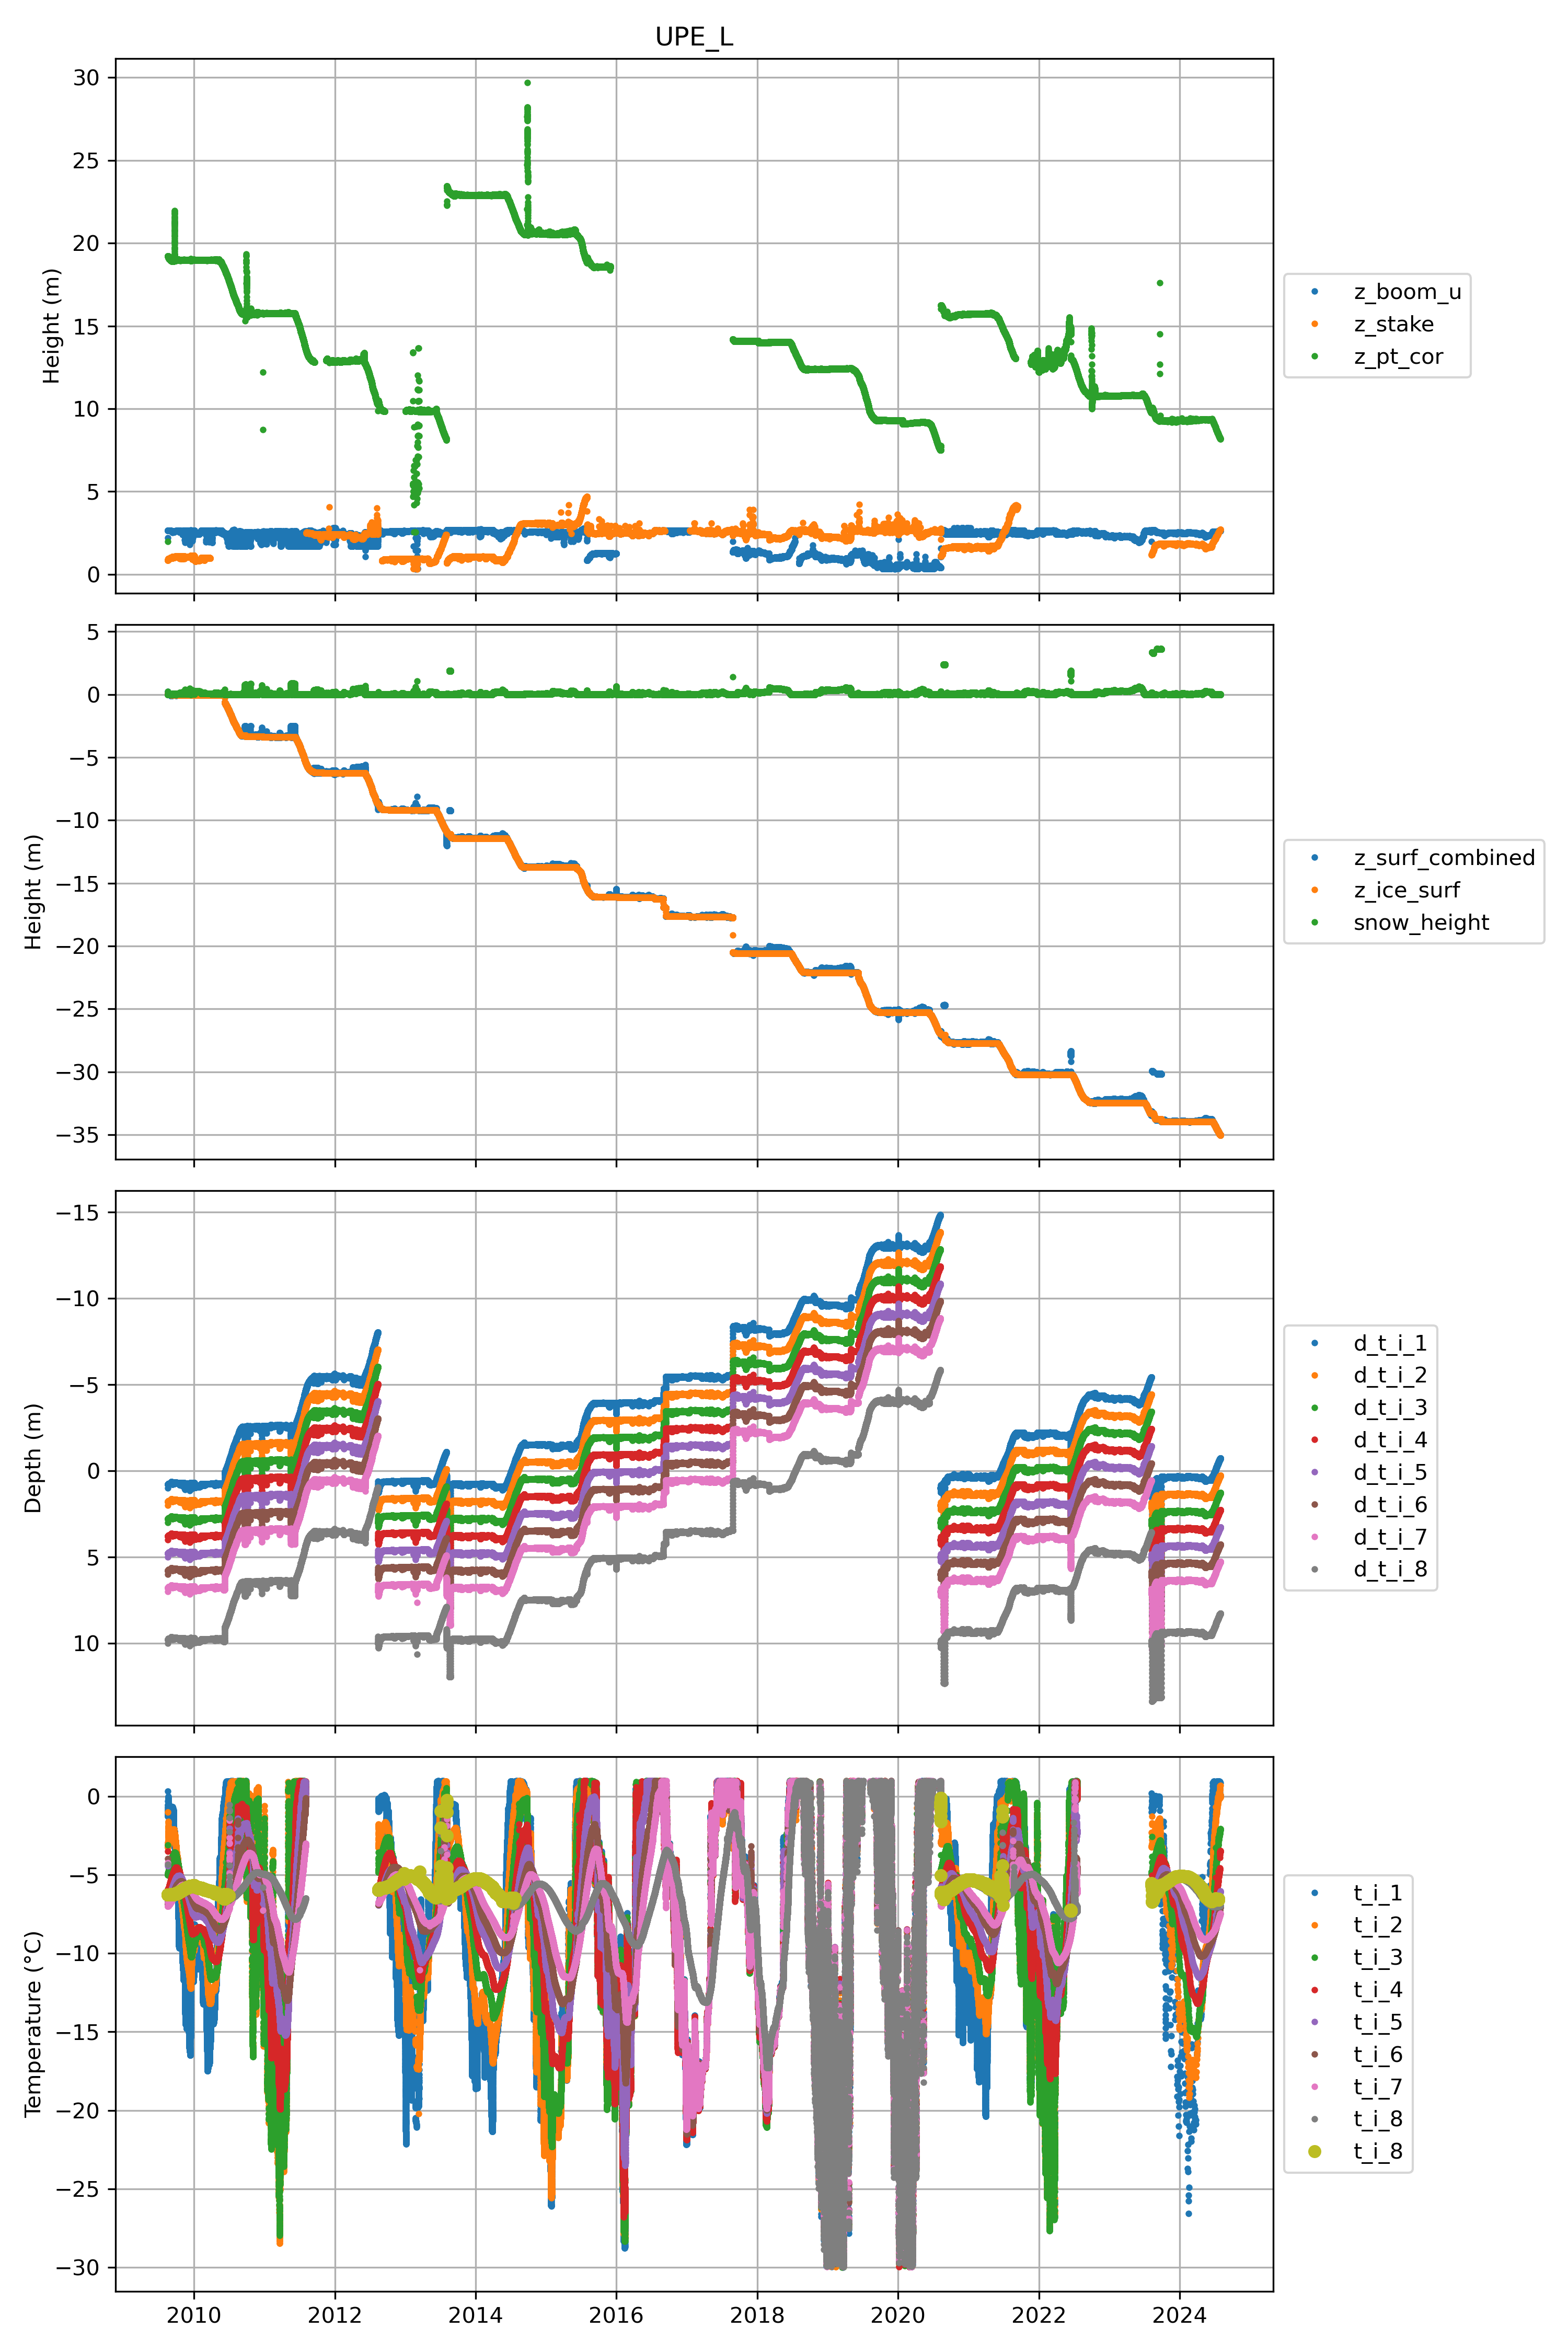 UPE_L
30
25
20
15
10
5
0
Height (m)
z_boom_u
z_stake
z_pt_cor
5
0
−5
−10
−15
−20
−25
−30
−35
Height (m)
z_surf_combined
z_ice_surf
snow_height
−15
−10
−5
0
5
10
Depth (m)
d_t_i_1
d_t_i_2
d_t_i_3
d_t_i_4
d_t_i_5
d_t_i_6
d_t_i_7
d_t_i_8
0
−5
−10
−15
−20
−25
−30
Temperature (°C)
t_i_1
t_i_2
t_i_3
t_i_4
t_i_5
t_i_6
t_i_7
t_i_8
t_i_8
2010 2012 2014 2016 2018 2020 2022 2024